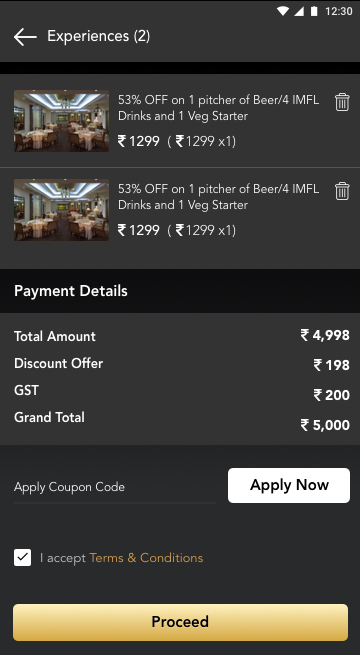 12:30
Experiences (2)
53% OFF on 1 pitcher of Beer/4 IMFL
Drinks and 1 Veg Starter
₹ 1299 ( ₹ 1299 x1)
53% OFF on 1 pitcher of Beer/4 IMFL
Drinks and 1 Veg Starter
₹ 1299 ( ₹ 1299 x1)
Payment Details
Total Amount ₹ 4,998
Discount Offer ₹ 198
GST ₹ 200
Grand Total ₹ 5,000
Apply Coupon Code Apply Now
I accept Terms & Conditions
Proceed